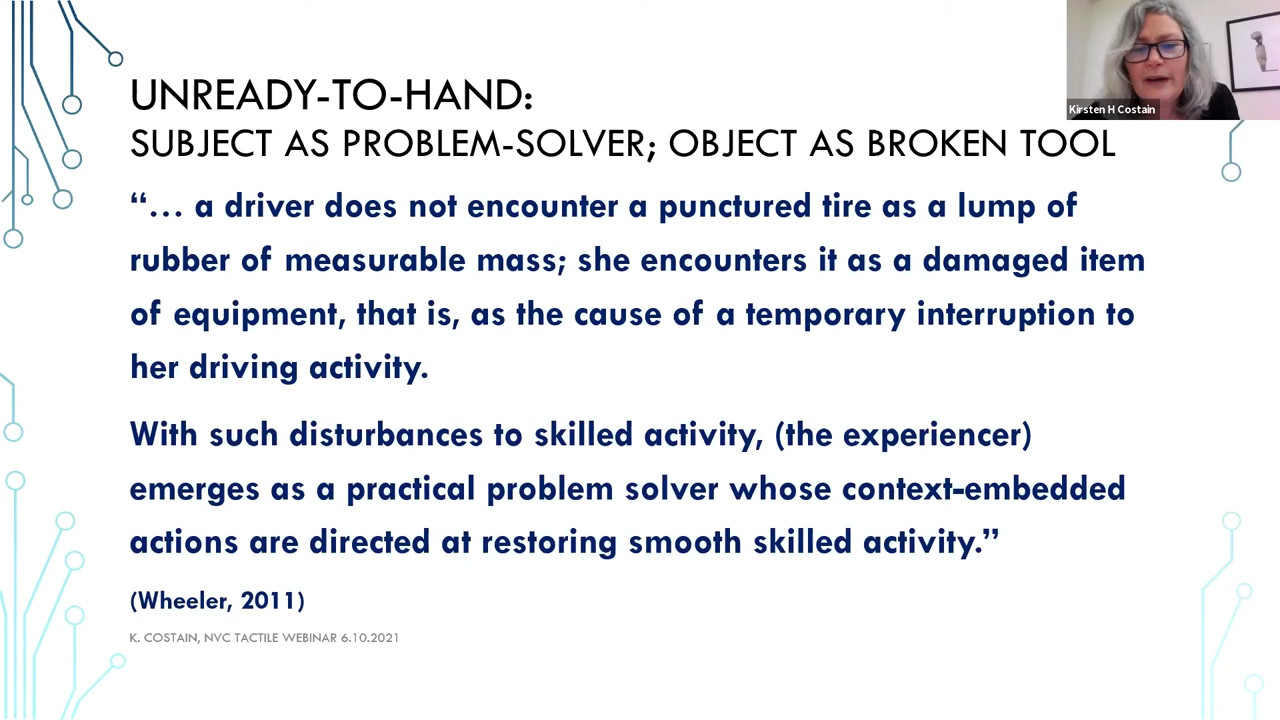 UNREADY-TO-HAND:
SUBJECT AS PROBLEM-SOLVER; OBJECT AS BROKEN TOOL
“… a driver does not encounter a punctured tire as a lump of
rubber of measurable mass; she encounters it as a damaged item
of equipment, that is, as the cause of a temporary interruption to
her driving activity.
With such disturbances to skilled activity, (the experiencer)
emerges as a practical problem solver whose context-embedded
actions are directed at restoring smooth skilled activity.”
(Wheeler, 2011)
K. COSTAIN, NVC TACTILE WEBINAR 6.10.2021
Kirsten H Costain